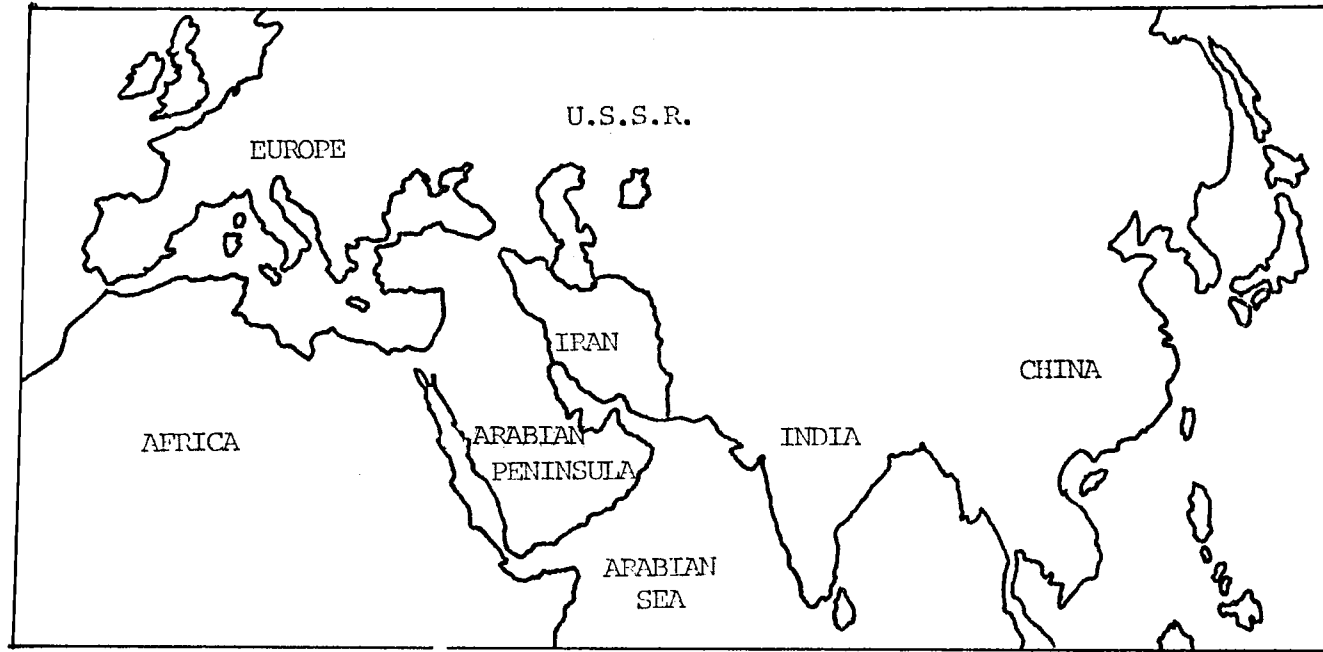 U.S.S.R.
EUROPE
IRAN
CHINA
AFRICA
ARABIAN
PENINSULA
INDIA
ARABIAN
SEA